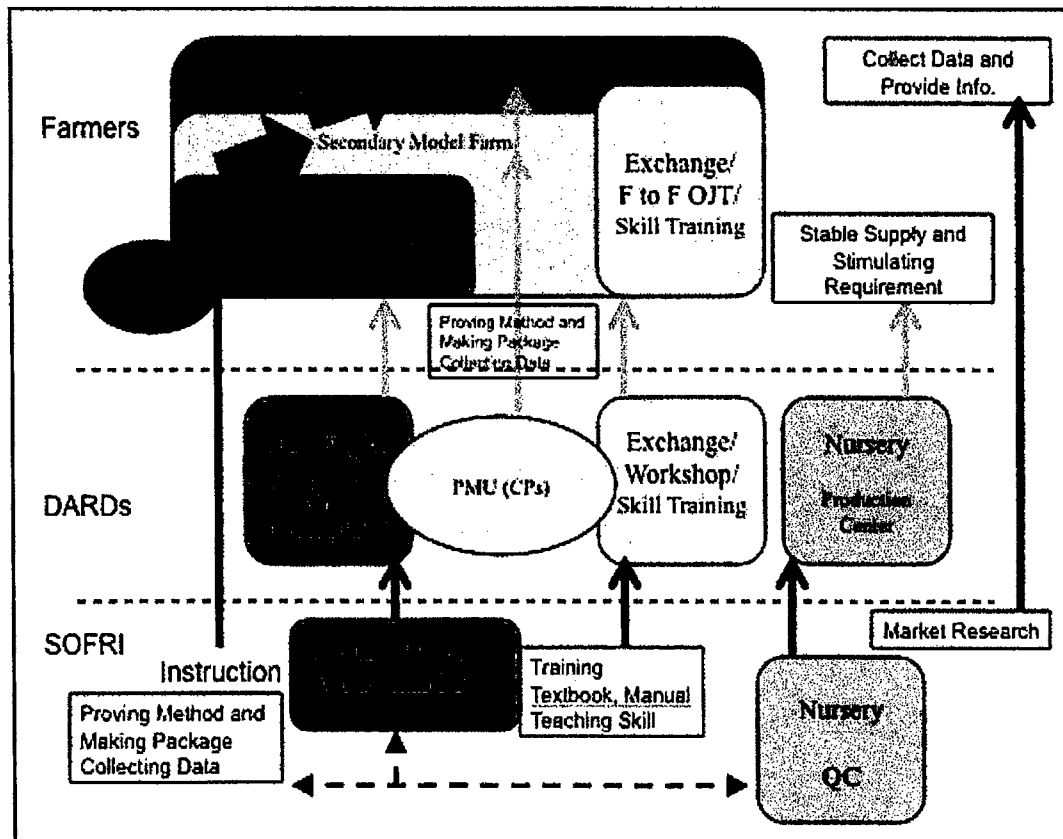 Collect Data and
Provide Info.
Farmers
Secondary Model Farm
Exchange/
F to F OJT/
Skill Training
Stable Supply and
Stimulating
Requirement
Proving Method and
Making Package
Collection Data
Exchange/
Workshop/
Skill Training
Nursery
Production
Center
PMU (CPs)
DARDs
SOFRI
Market Research
Instruction
Training
Textbook, Manual
Teaching Skill
Proving Method and
Making Package
Collecting Data
Nursery
QC